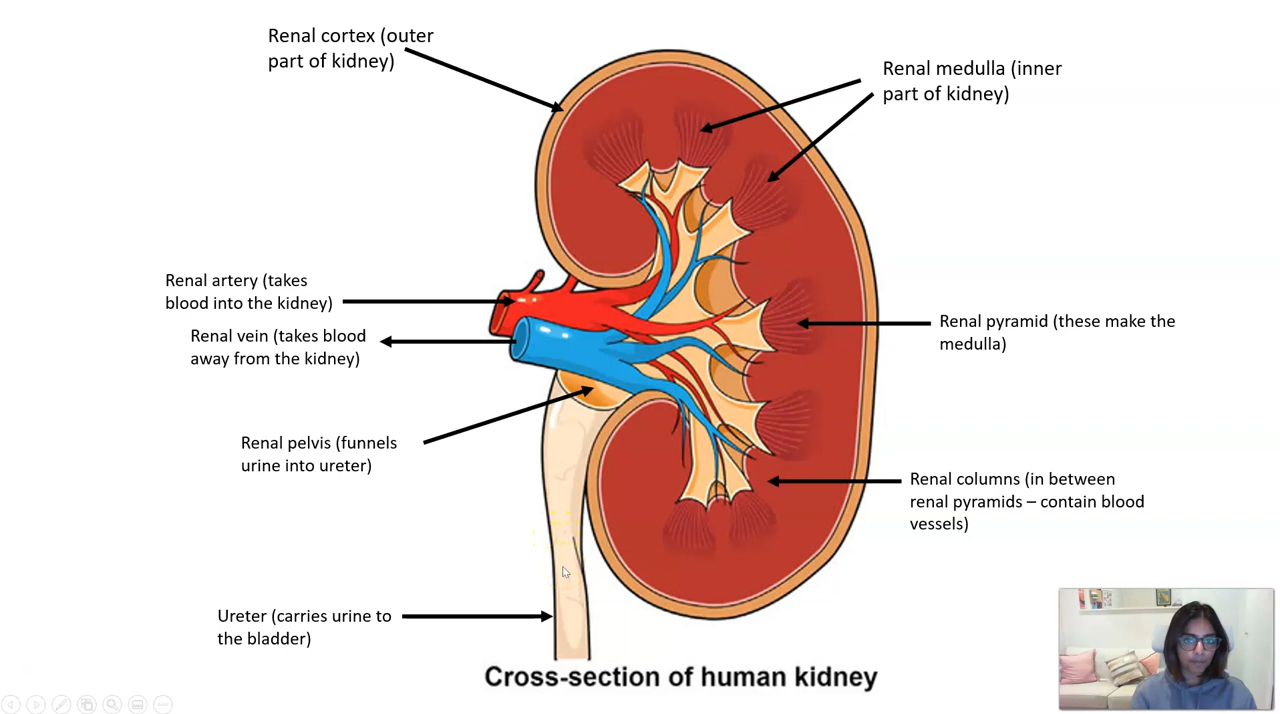 Renal cortex (outer
part of kidney)
Renal medulla (inner
part of kidney)
Renal artery (takes
blood into the kidney)
Renal vein (takes blood
away from the kidney)
Renal pyramid (these make the
medulla)
Renal pelvis (funnels
urine into ureter)
Renal columns (in between
renal pyramids – contain blood
vessels)
Ureter (carries urine to
the bladder)
Cross-section of human kidney